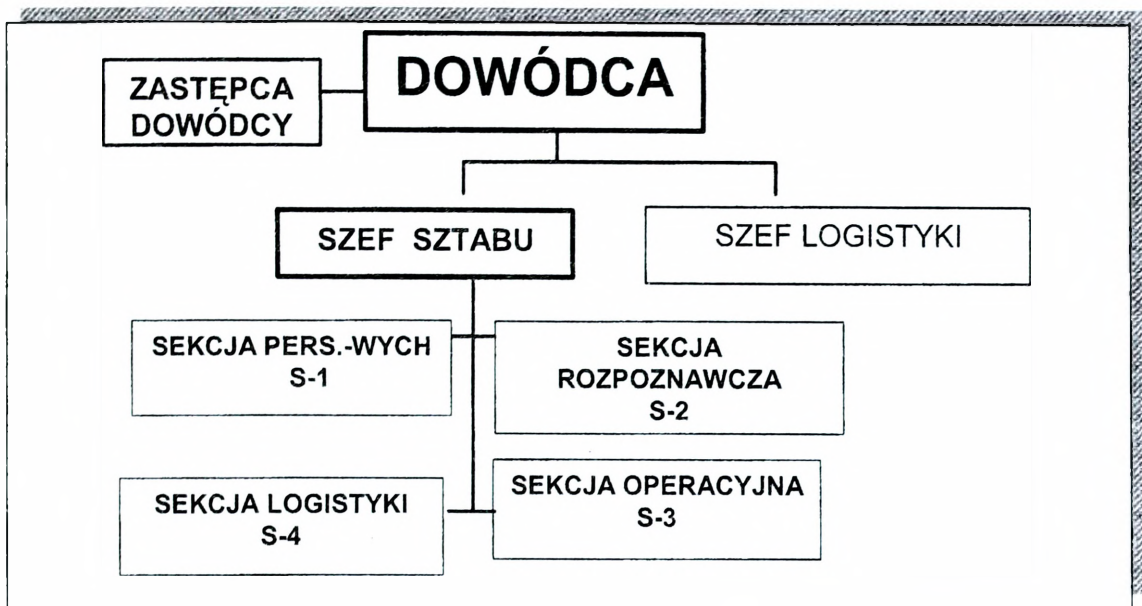 DOWÓDCA
ZASTĘPCA
DOWÓDCY
SZEF SZTABU
SZEF LOGISTYKI
SEKCJA PERS.-WYCH
S-1
SEKCJA
ROZPOZNAWCZA
S-2
SEKCJA LOGISTYKI
S-4
SEKCJA OPERACYJNA
S-3